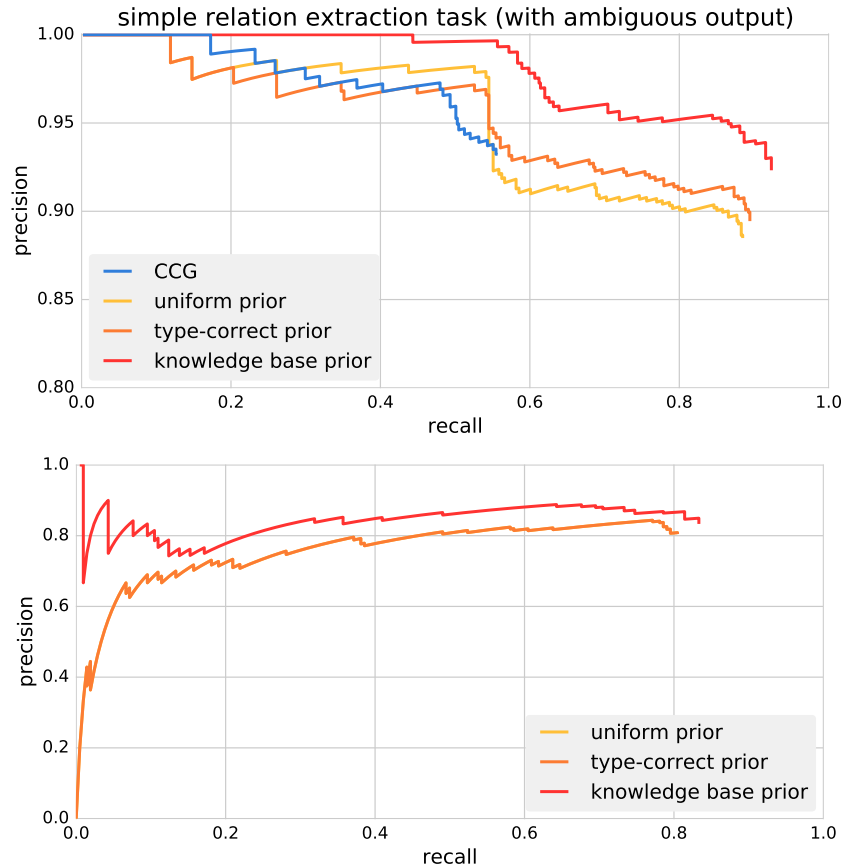 simple relation extraction task (with ambiguous output)
1.00
0.95
0.90
0.85
0.80
precision
CCG
uniform prior
type-correct prior
knowledge base prior
0.0 0.2 0.4 0.6 0.8 1.0
recall
1.0
0.8
0.6
0.4
0.2
0.0
precision
uniform prior
type-correct prior
knowledge base prior
0.0 0.2 0.4 0.6 0.8 1.0
recall